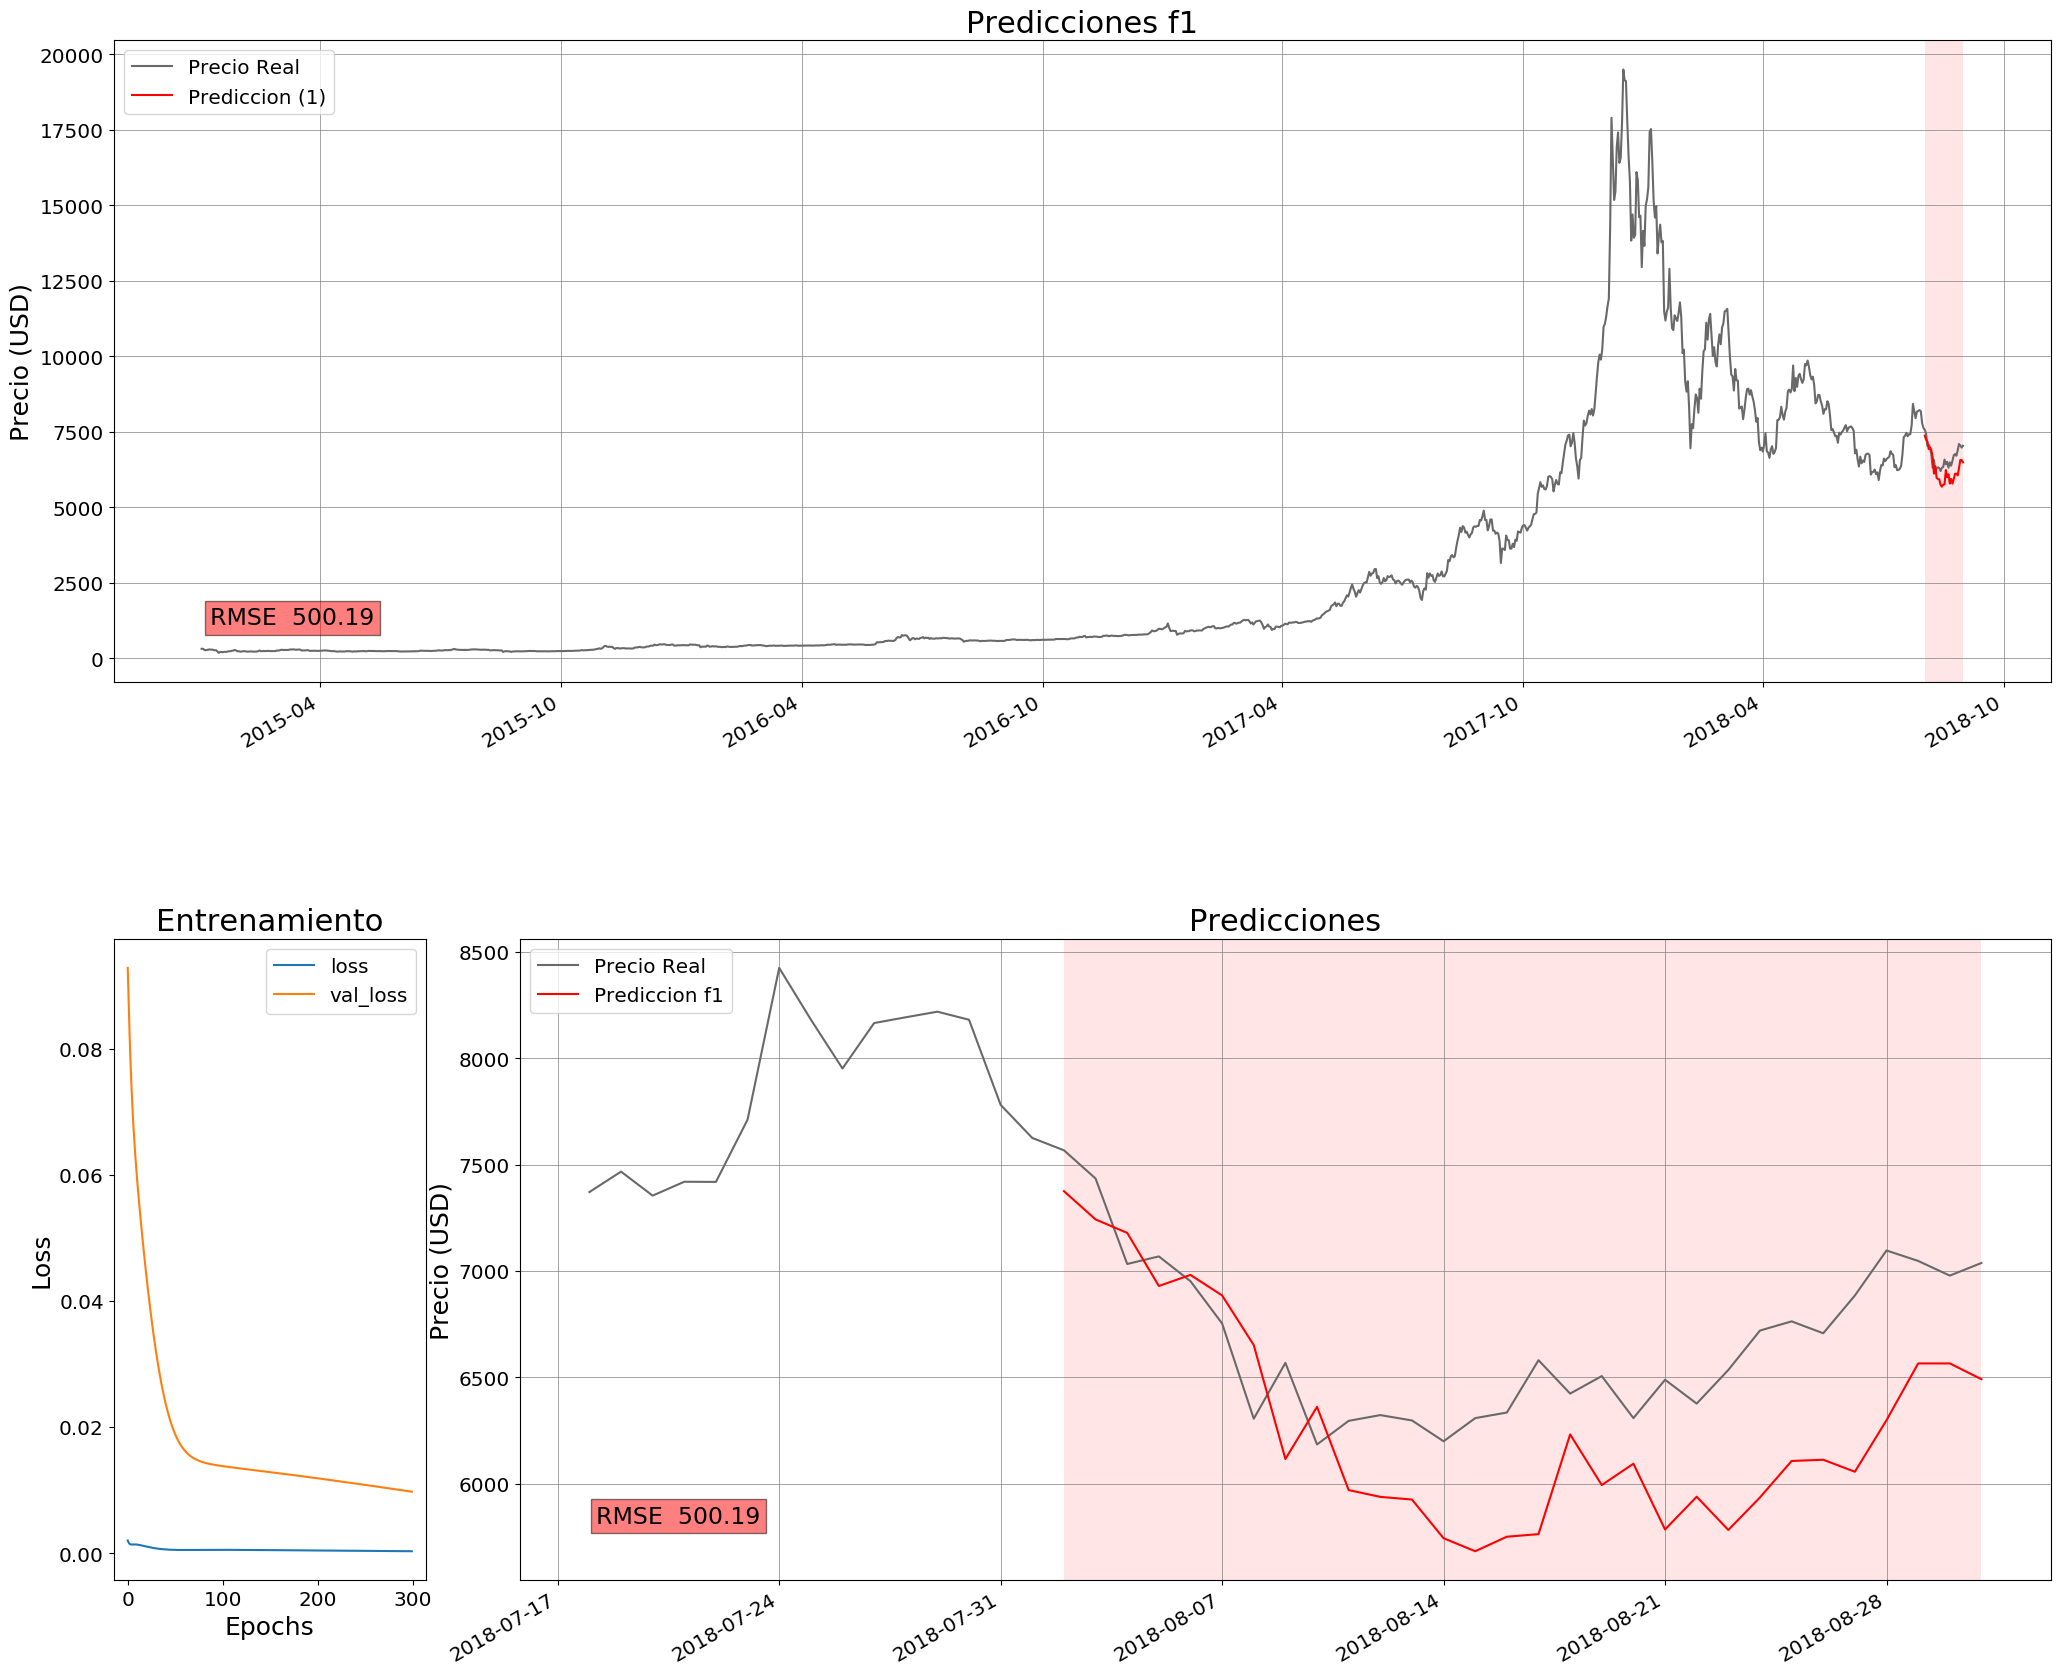 Predicciones f1
Precio Real
Prediccion (1)
Precio (USD)
20000
17500
15000
12500
10000
7500
5000
2500
0
RMSE  500.19
2015-04
2015-10
2016-04
2016-10
2017-04
2017-10
2018-04
2018-10
Entrenamiento
loss
val_loss
Loss
0.08
0.06
0.04
0.02
0.00
0 100 200 300
Epochs
Predicciones
Precio Real
Prediccion f1
Precio (USD)
8500
8000
7500
7000
6500
6000
RMSE  500.19
2018-07-17
2018-07-24
2018-07-31
2018-08-07
2018-08-14
2018-08-21
2018-08-28